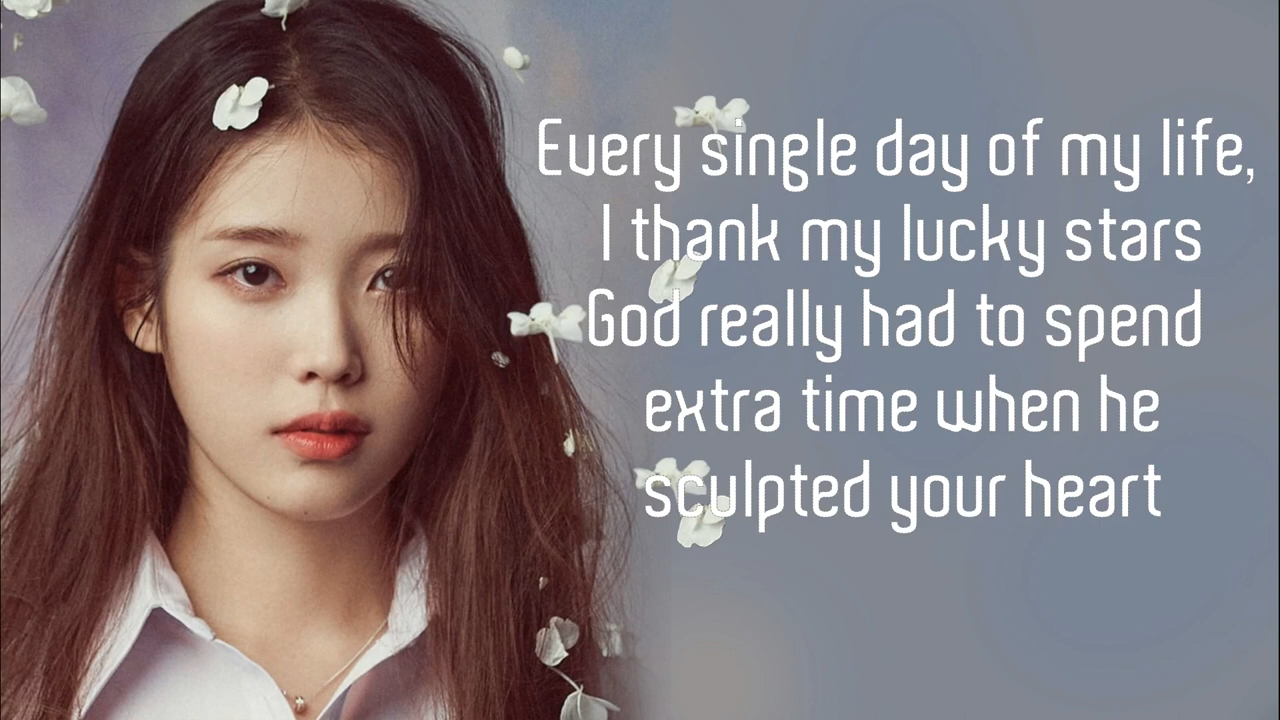 Every single day of my life,
I thank my lucky stars
God really had to spend
extra time when he
sculpted your heart